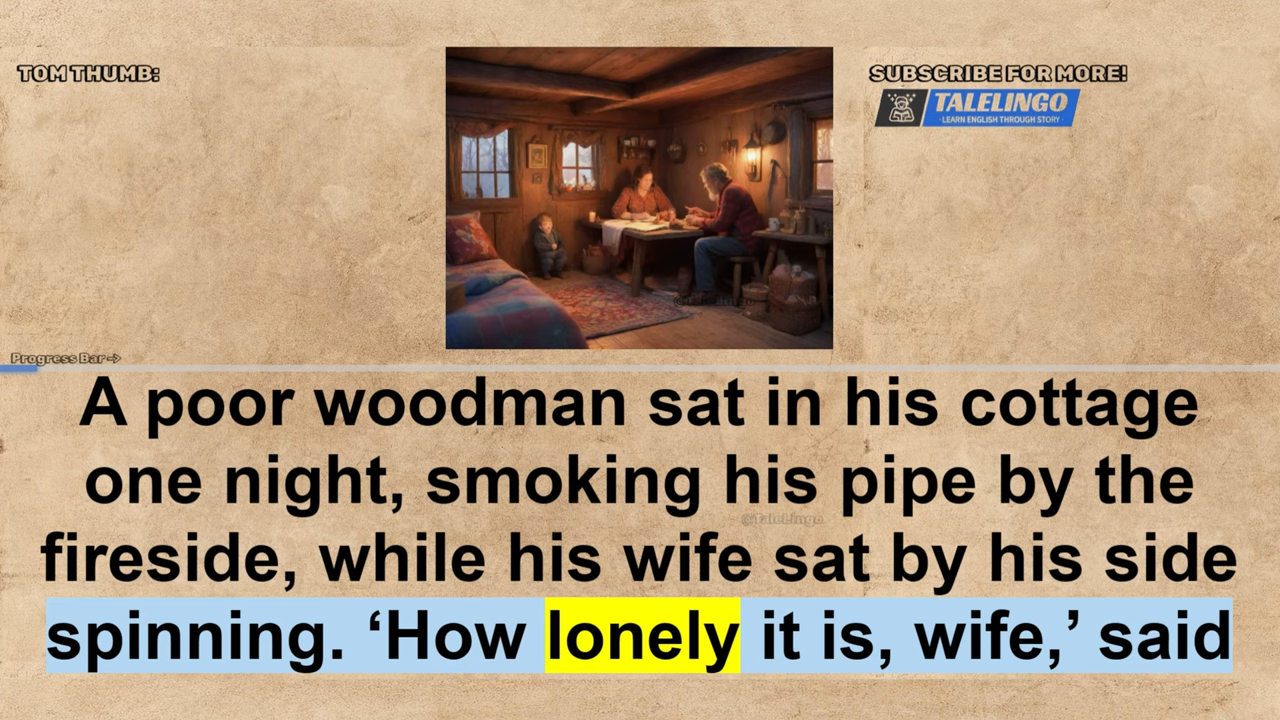 TOM THUMB:
SUBSCRIBE FOR MORE!
TALELINGO
- LEARN ENGLISH THROUGH STORY -
Progress Bar->
A poor woodman sat in his cottage
one night, smoking his pipe by the
@TaleLingo
fireside, while his wife sat by his side
spinning. ‘How lonely it is, wife,’ said